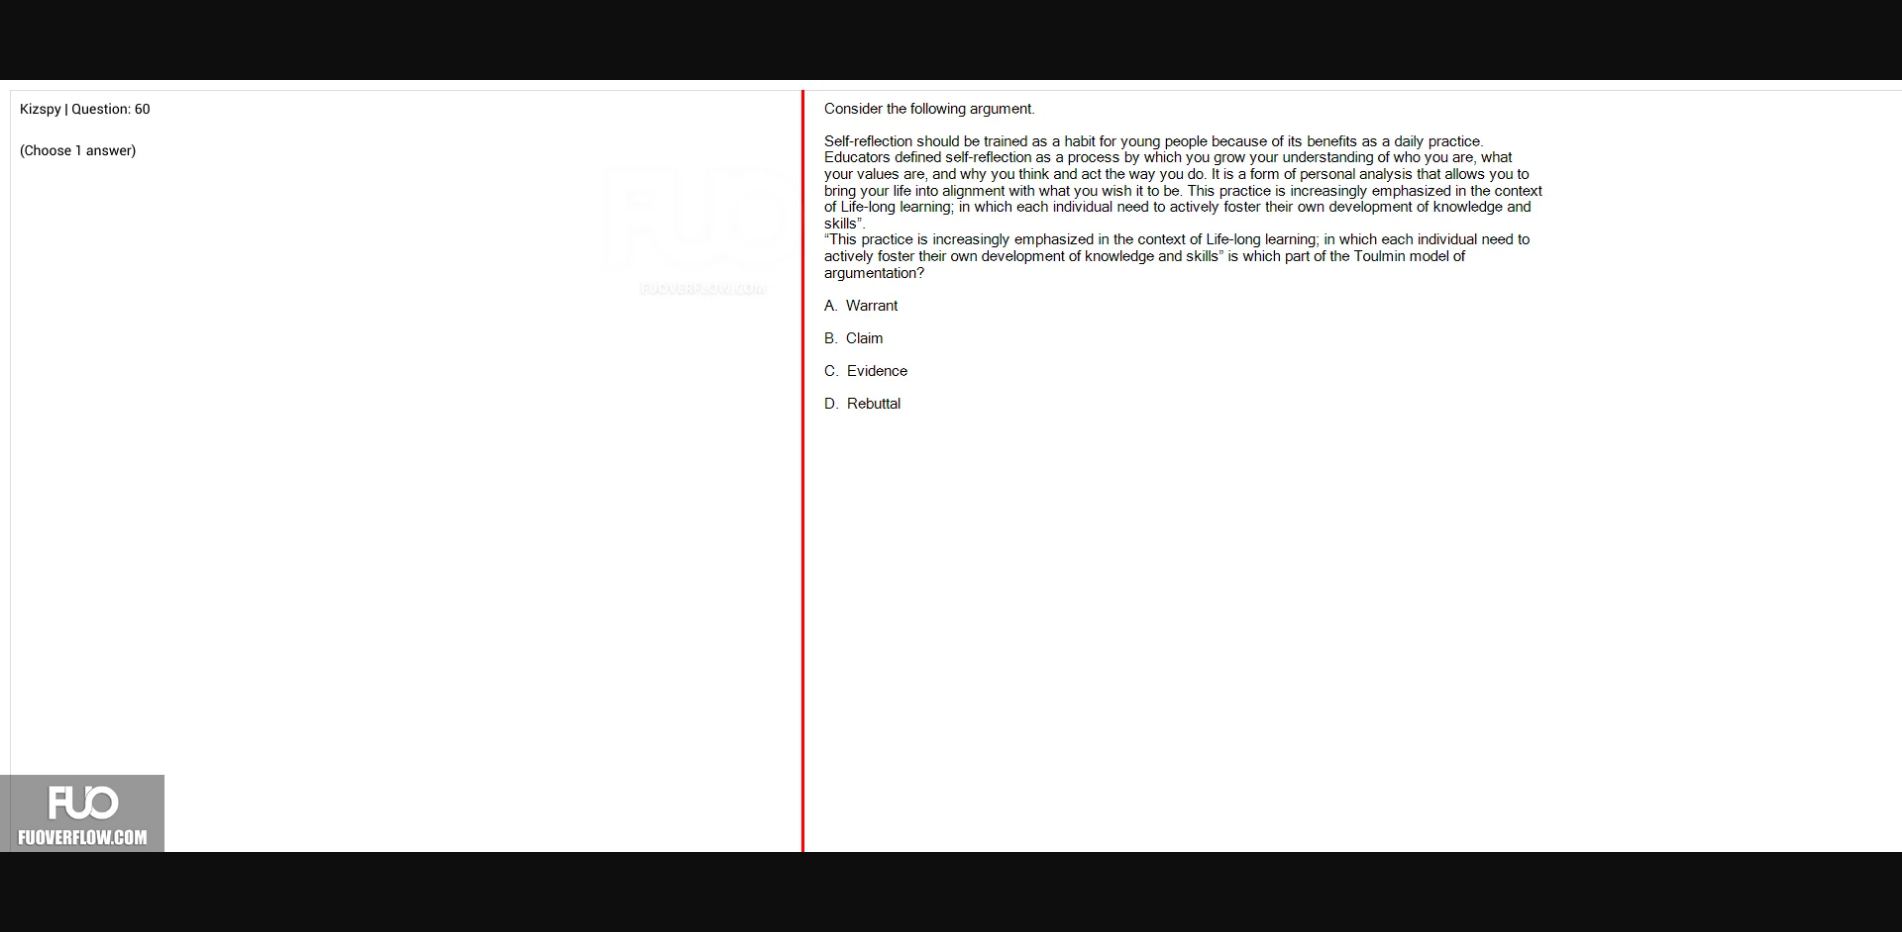 Kizspy | Question: 60
(Choose 1 answer)
FUO
FUOVERFLOW.COM
Consider the following argument.
Self-reflection should be trained as a habit for young people because of its benefits as a daily practice.
Educators defined self-reflection as a process by which you grow your understanding of who you are, what
your values are, and why you think and act the way you do. It is a form of personal analysis that allows you to
bring your life into alignment with what you wish it to be. This practice is increasingly emphasized in the context
of Life-long learning; in which each individual need to actively foster their own development of knowledge and
skills”.
“This practice is increasingly emphasized in the context of Life-long learning; in which each individual need to
actively foster their own development of knowledge and skills” is which part of the Toulmin model of
argumentation?
A. Warrant
B. Claim
C. Evidence
D. Rebuttal
FUO
FUOVERFLOW.COM